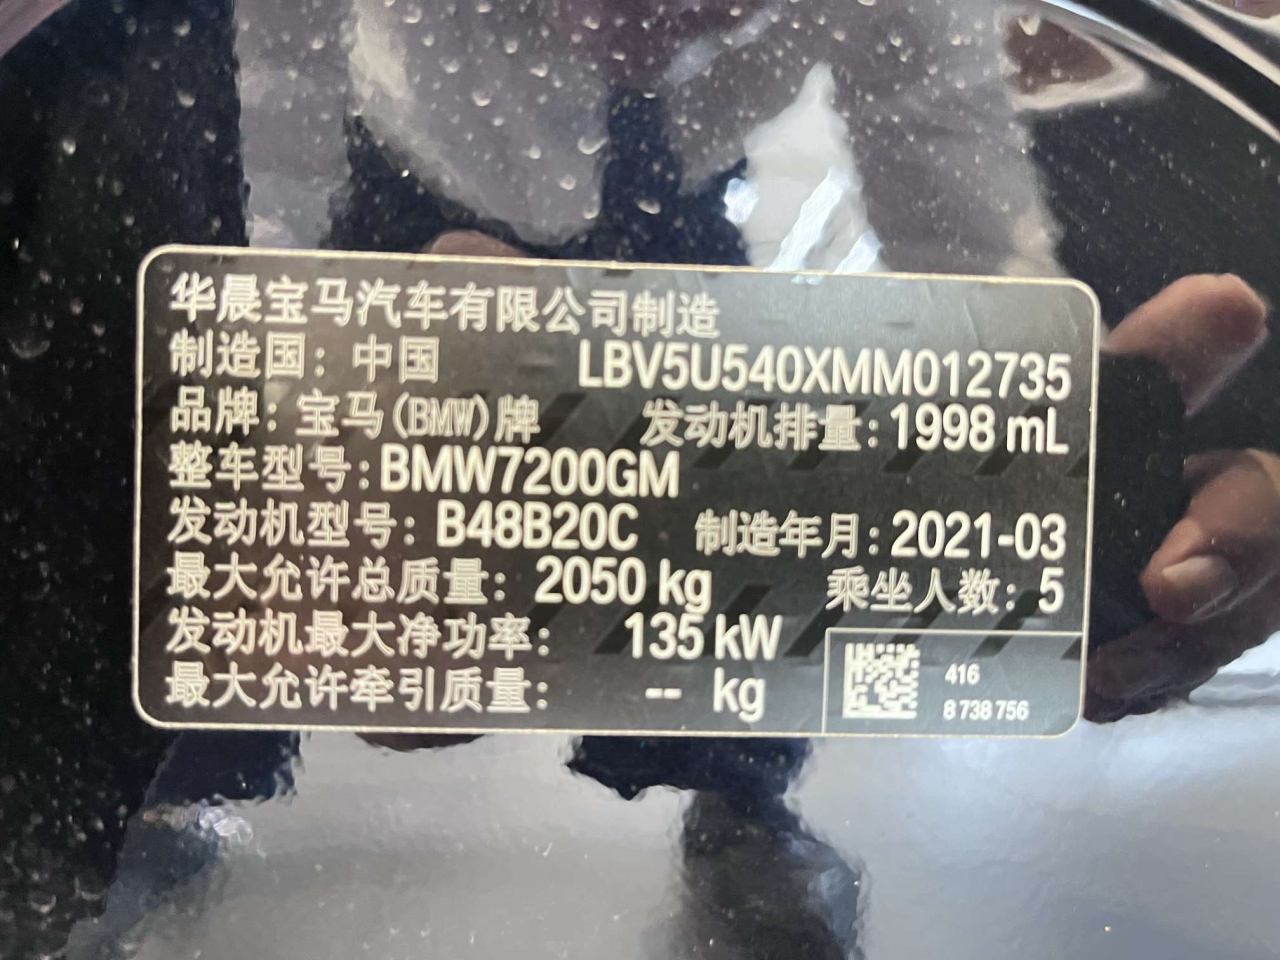 华晨宝马汽车有限公司制造
制造国：中国 LBV5U540XMM012735
品牌：宝马(BMW)牌 发动机排量：1998 mL
整车型号：BMW7200GM
发动机型号：B48B20C 制造年月：2021-03
最大允许总质量：2050 kg 乘坐人数：5
发动机最大净功率：135 kW
最大允许牵引质量：-- kg
416
8 738 756